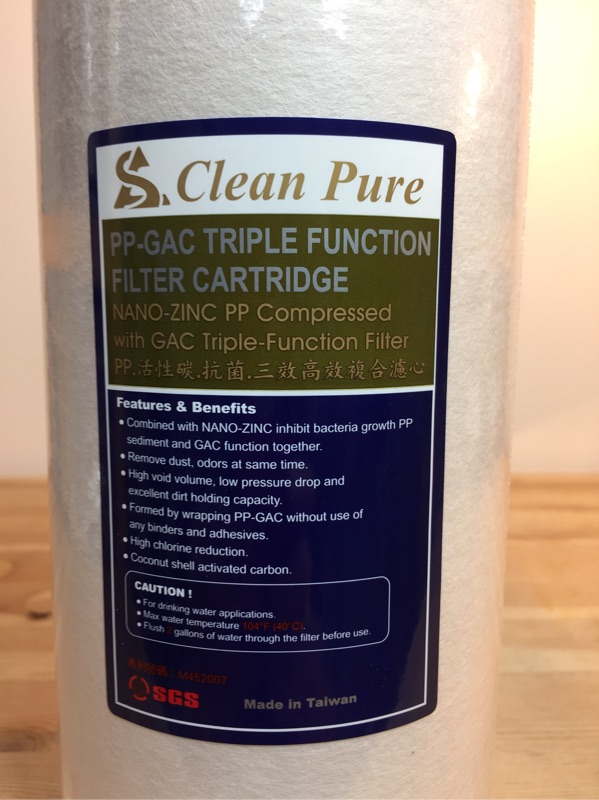 Clean Pure
PP-GAC TRIPLE FUNCTION
FILTER CARTRIDGE
NANO-ZINC PP Compressed
with GAC Triple-Function Filter
PP.活性碳.抗菌.三效高效複合濾心
Features & Benefits
• Combined with NANO-ZINC inhibit bacteria growth PP
sediment and GAC function together.
• Remove dust, odors at same time.
• High void volume, low pressure drop and
excellent dirt holding capacity.
• Formed by wrapping PP-GAC without use of
any binders and adhesives.
• High chlorine reduction.
• Coconut shell activated carbon.
CAUTION !
• For drinking water applications.
• Max water temperature 104°F (40°C).
• Flush gallons of water through the filter before use.
專利號碼：M452007
SGS
Made in Taiwan